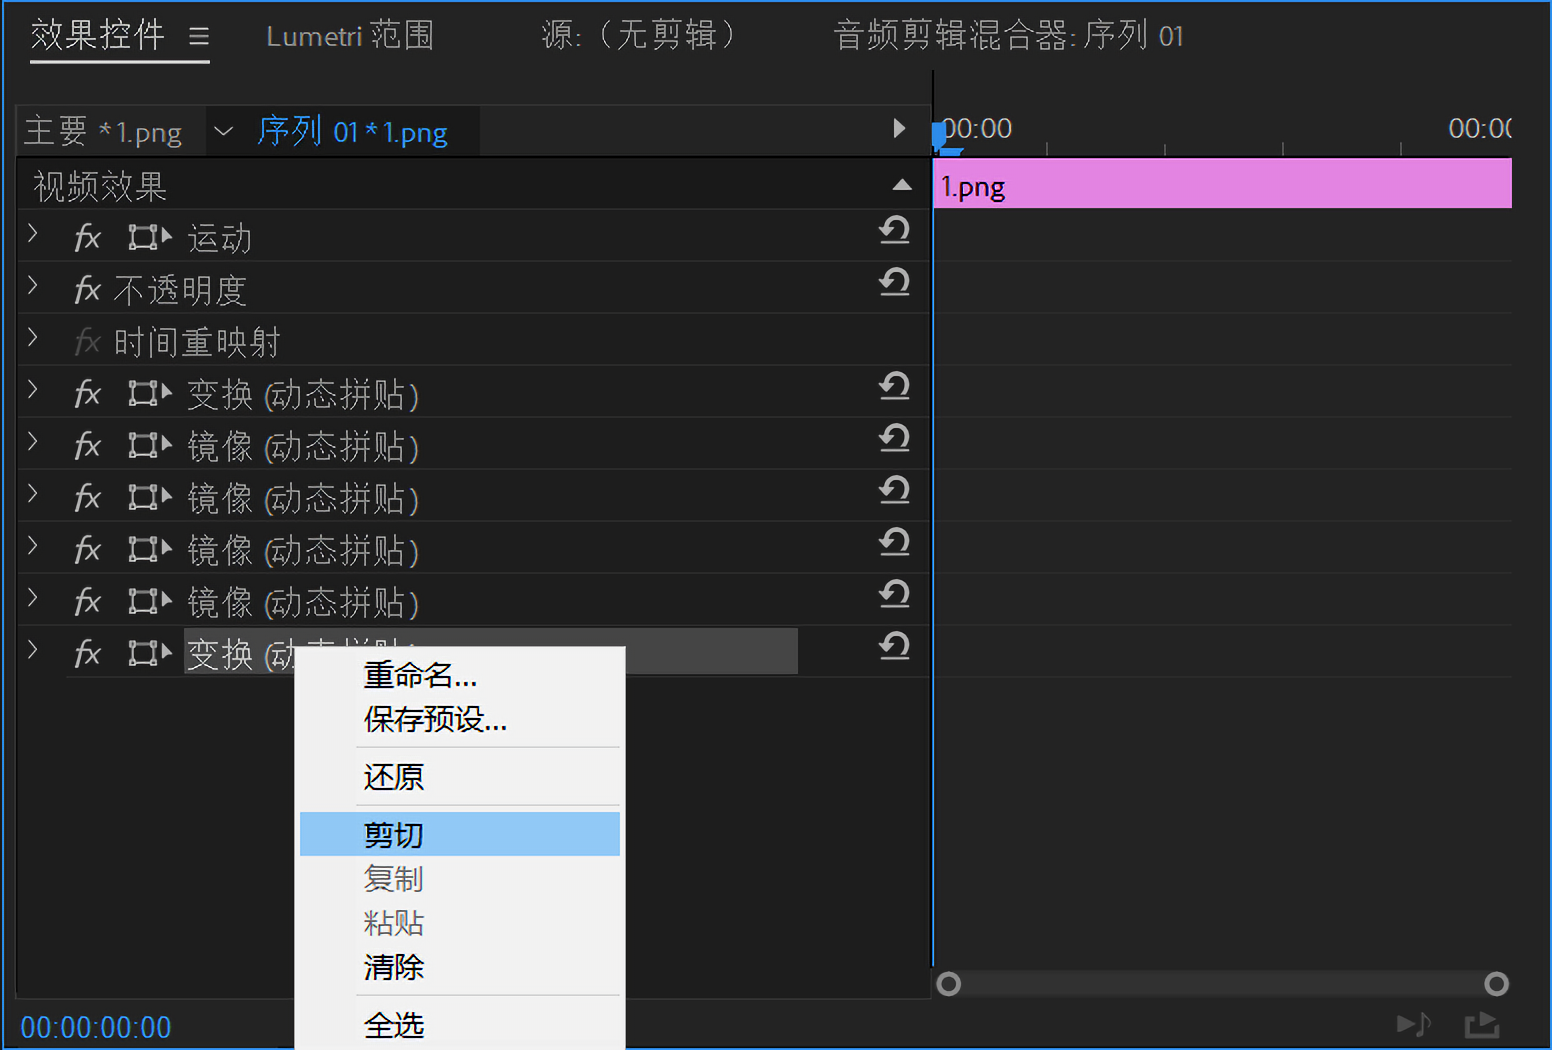 效果控件 Lumetri 范围 源:（无剪辑） 音频剪辑混合器: 序列 01
主要 * 1.png 序列 01 * 1.png 00:00
视频效果 1.png
fx 运动
fx 不透明度
fx 时间重映射
fx 变换 (动态拼贴)
fx 镜像 (动态拼贴)
fx 镜像 (动态拼贴)
fx 镜像 (动态拼贴)
fx 镜像 (动态拼贴)
fx 变换
重命名...
保存预设...
还原
剪切
复制
粘贴
清除
全选
00:00:00:00